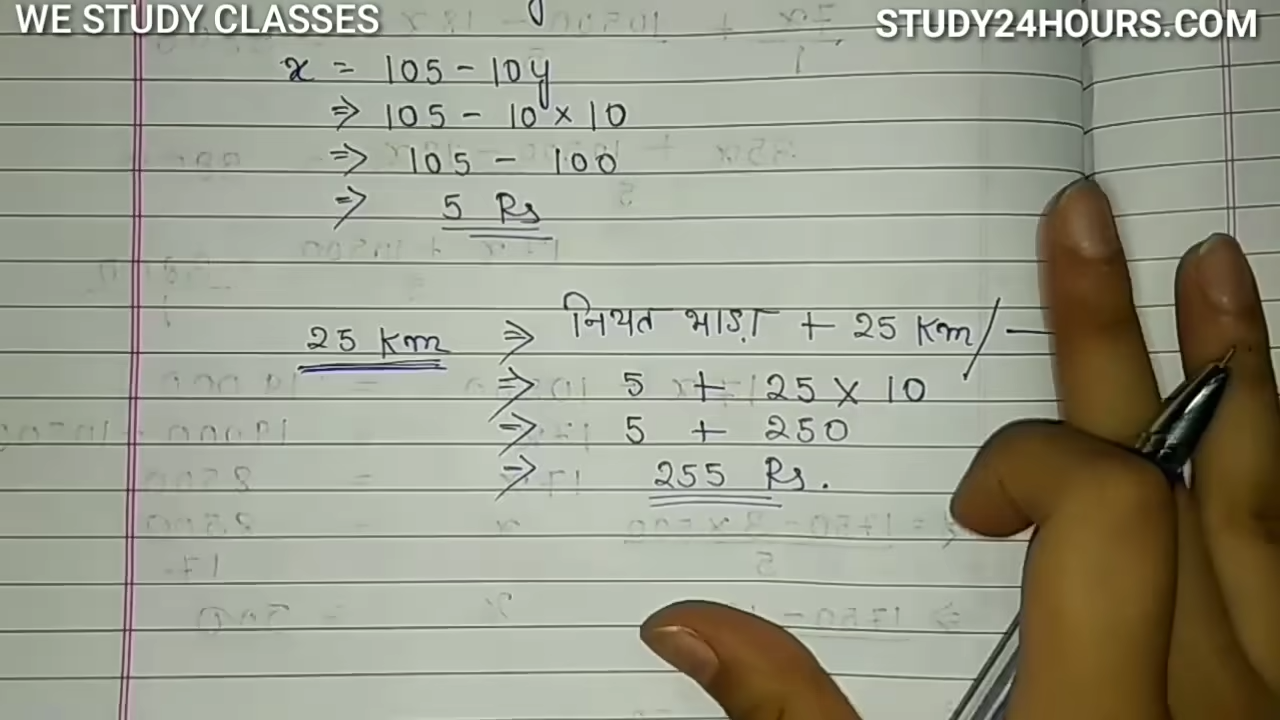 WE STUDY CLASSES
STUDY24HOURS.COM
x = 105 - 10y
⇒ 105 - 10 × 10
⇒ 105 - 100
⇒ 5 Rs
25 Km ⇒ नियत भाड़ा + 25 Km/-
⇒ 5 + 25 × 10
⇒ 5 + 250
⇒ 255 Rs.